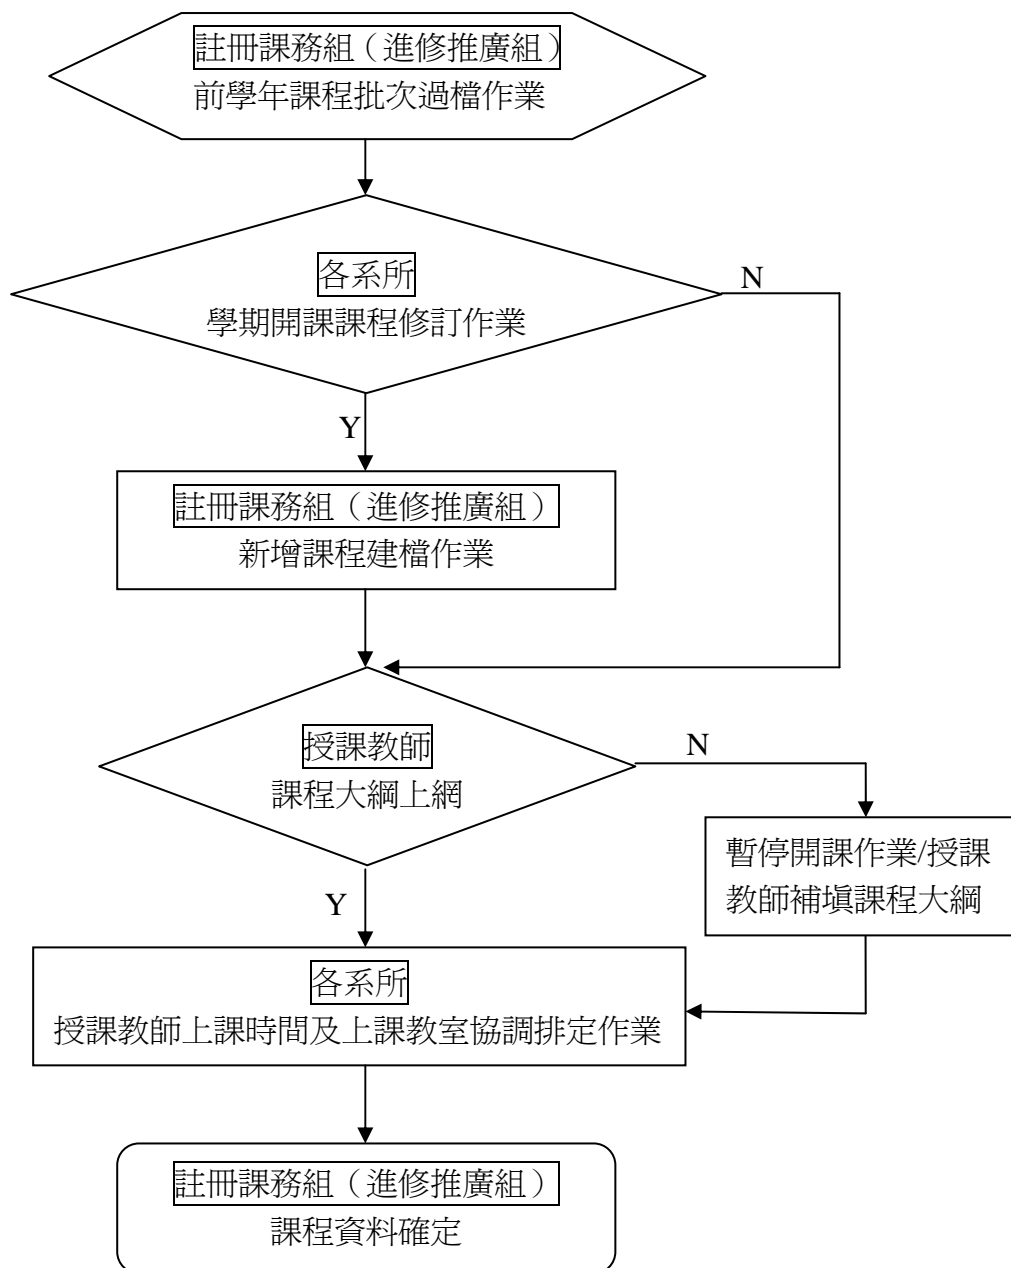 註冊課務組（進修推廣組）
前學年課程批次過檔作業
各系所
學期開課課程修訂作業
N
Y
註冊課務組（進修推廣組）
新增課程建檔作業
授課教師
課程大綱上網
N
暫停開課作業/授課
教師補填課程大綱
Y
各系所
授課教師上課時間及上課教室協調排定作業
註冊課務組（進修推廣組）
課程資料確定